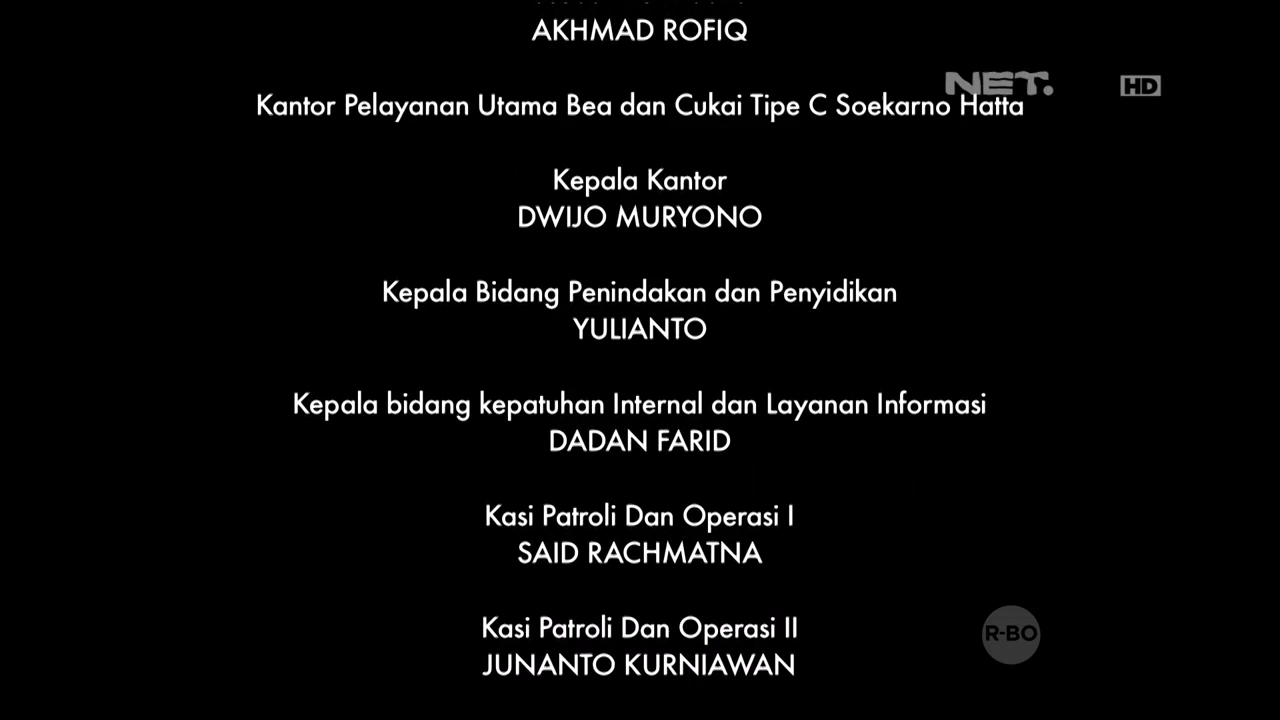 AKHMAD ROFIQ
NET.
HD
Kantor Pelayanan Utama Bea dan Cukai Tipe C Soekarno Hatta
Kepala Kantor
DWIJO MURYONO
Kepala Bidang Penindakan dan Penyidikan
YULIANTO
Kepala bidang kepatuhan Internal dan Layanan Informasi
DADAN FARID
Kasi Patroli Dan Operasi I
SAID RACHMATNA
Kasi Patroli Dan Operasi II
JUNANTO KURNIAWAN
R-BO